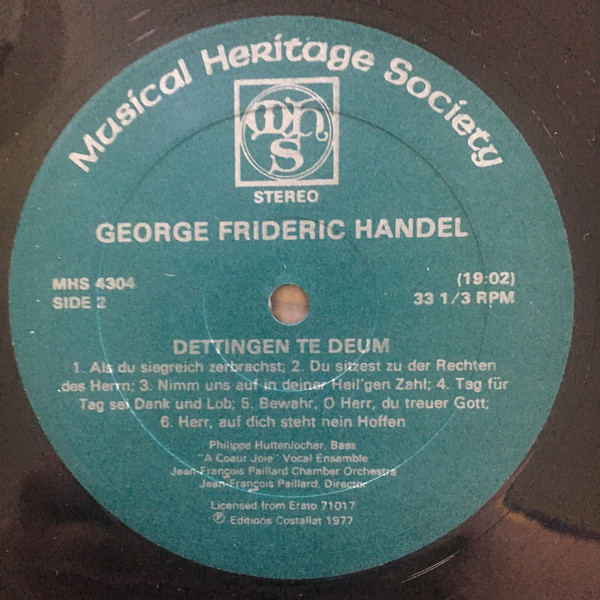 Musical Heritage Society
MHS
STEREO
GEORGE FRIDERIC HANDEL
MHS 4304
SIDE 2
(19:02)
33 1/3 RPM
DETTINGEN TE DEUM
1. Als du siegreich zerbrachst; 2. Du sitzest zu der Rechten
des Herrn; 3. Nimm uns auf in deiner Heil'gen Zahl; 4. Tag für
Tag sei Dank und Lob; 5. Bewahr, O Herr, du treuer Gott;
6. Herr, auf dich steht nein Hoffen
Philippe Huttenlocher, Bass
"A Coeur Joie" Vocal Ensemble
Jean-François Paillard Chamber Orchestra
Jean-François Paillard, Director
Licensed from Erato 71017
℗ Editions Costallat 1977